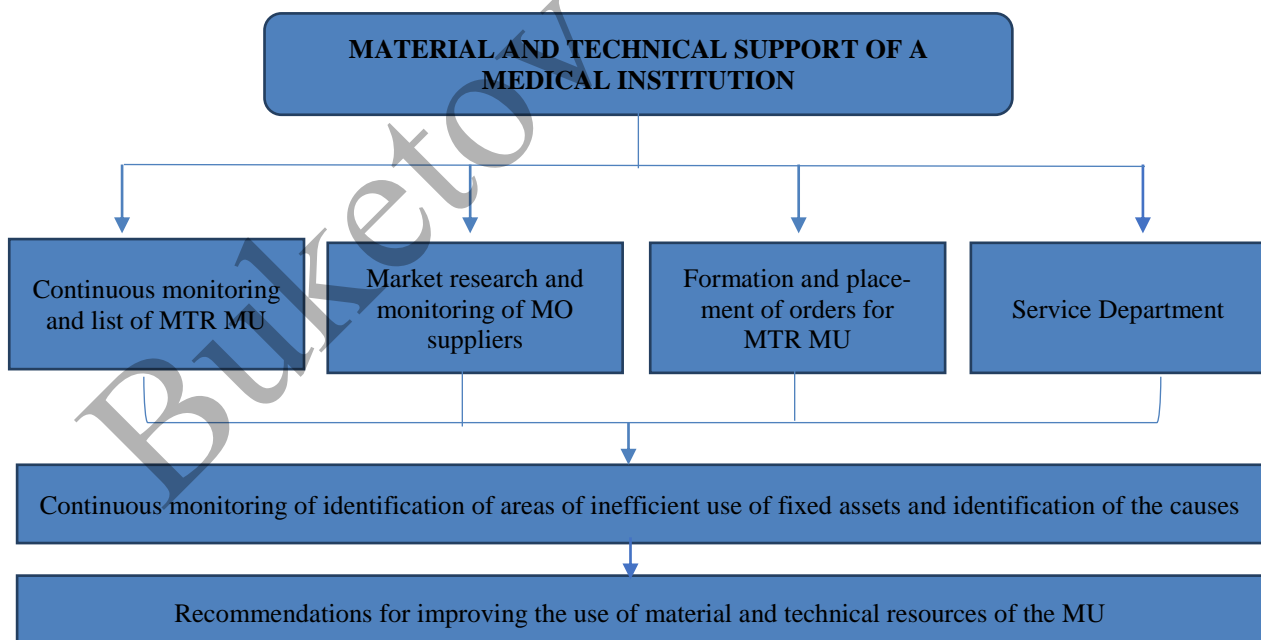 MATERIAL AND TECHNICAL SUPPORT OF A
MEDICAL INSTITUTION
Continuous monitoring
and list of MTR MU
Market research and
monitoring of MO
suppliers
Formation and place-
ment of orders for
MTR MU
Service Department
Continuous monitoring of identification of areas of inefficient use of fixed assets and identification of the causes
Recommendations for improving the use of material and technical resources of the MU
Buketov